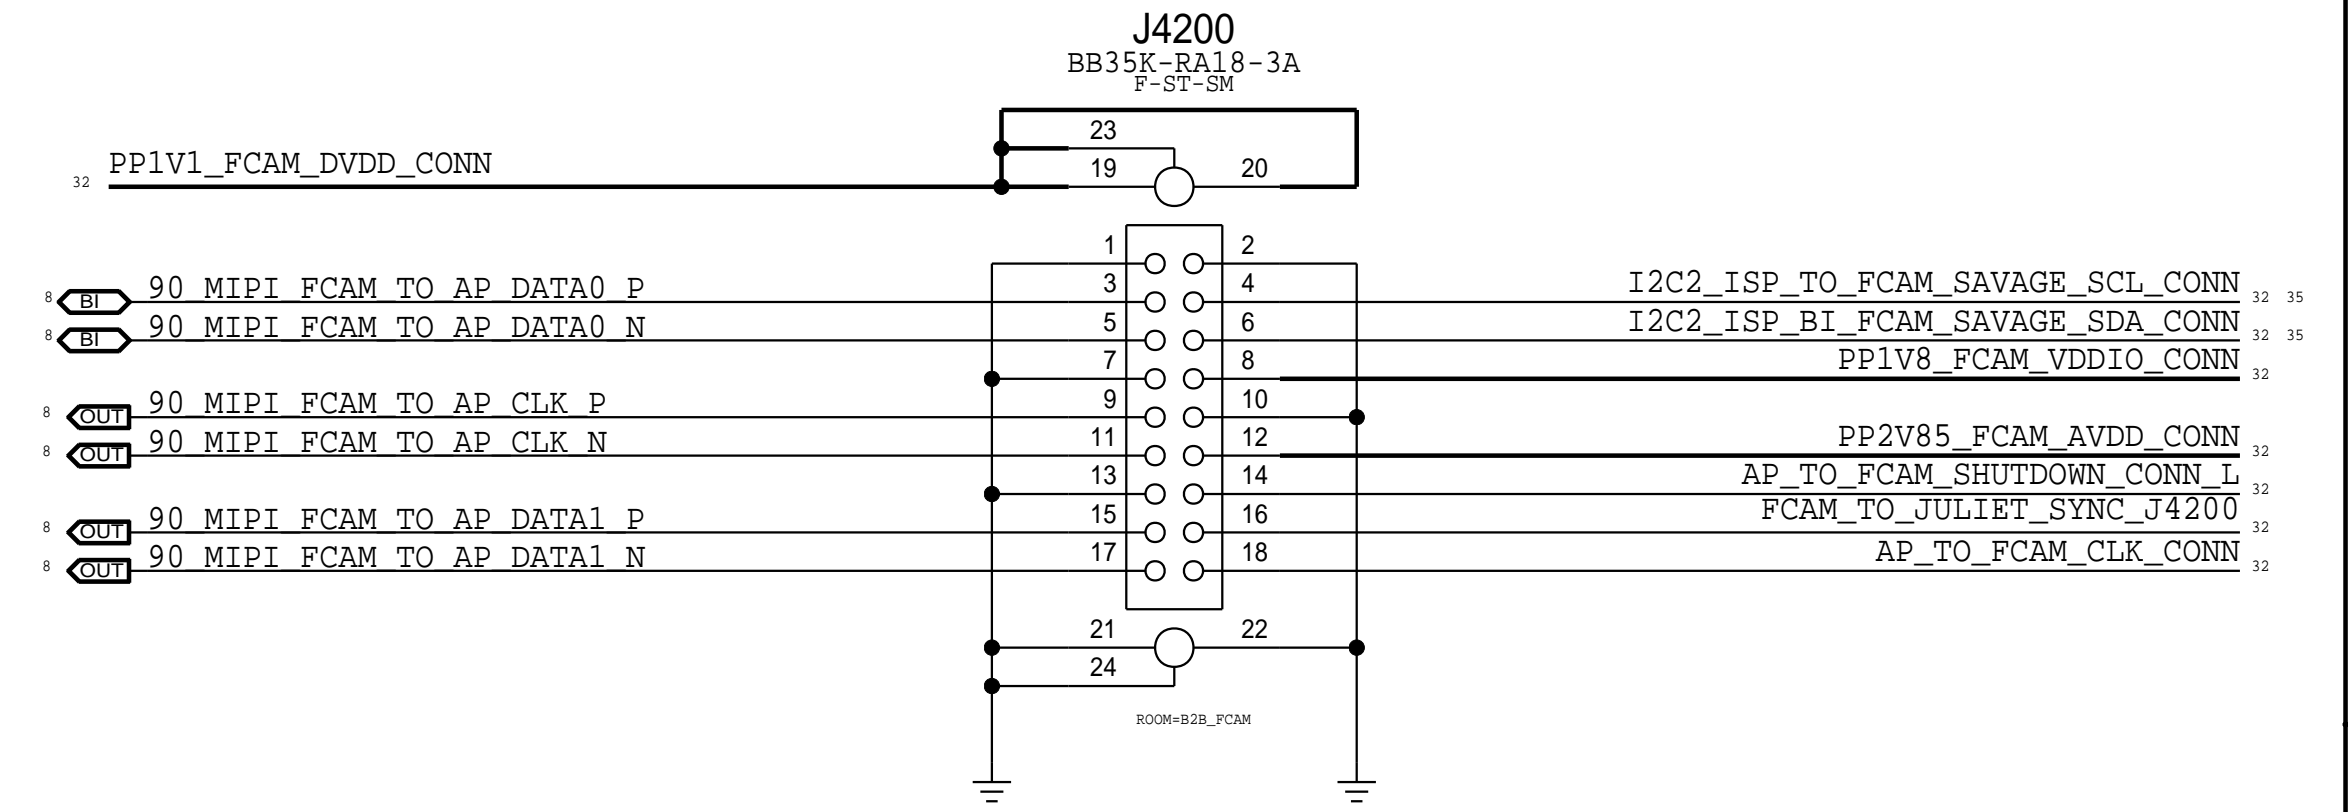 J4200
BB35K-RA18-3A
F-ST-SM
23
PP1V1_FCAM_DVDD_CONN
32
19 20
1 2
8 BI 90_MIPI_FCAM_TO_AP_DATA0_P 3 4 I2C2_ISP_TO_FCAM_SAVAGE_SCL_CONN 32 35
8 BI 90_MIPI_FCAM_TO_AP_DATA0_N 5 6 I2C2_ISP_BI_FCAM_SAVAGE_SDA_CONN 32 35
7 8 PP1V8_FCAM_VDDIO_CONN 32
8 OUT 90_MIPI_FCAM_TO_AP_CLK_P 9 10
8 OUT 90_MIPI_FCAM_TO_AP_CLK_N 11 12 PP2V85_FCAM_AVDD_CONN 32
13 14 AP_TO_FCAM_SHUTDOWN_CONN_L 32
8 OUT 90_MIPI_FCAM_TO_AP_DATA1_P 15 16 FCAM_TO_JULIET_SYNC_J4200 32
8 OUT 90_MIPI_FCAM_TO_AP_DATA1_N 17 18 AP_TO_FCAM_CLK_CONN 32
21 22
24
ROOM=B2B_FCAM